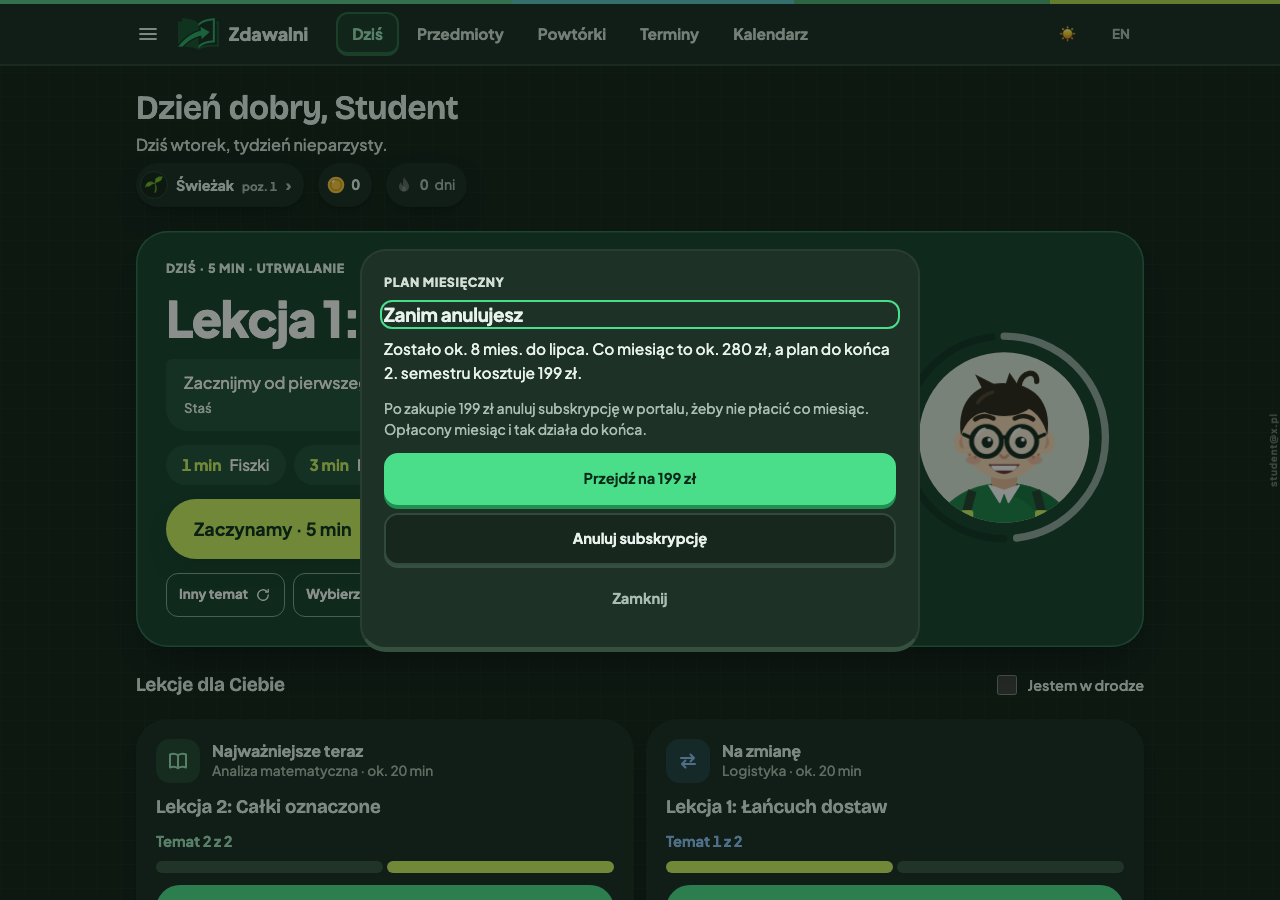 Zdawalni
Dziś
Przedmioty
Powtórki
Terminy
Kalendarz
EN
Dzień dobry, Student
Dziś wtorek, tydzień nieparzysty.
Świeżak poz. 1 ›
0
0 dni
DZIŚ · 5 MIN · UTRWALANIE
Lekcja 1:
Zacznijmy od
Staś
1 min Fiszki
3 min
Zaczynamy · 5 min
Inny temat
Wybierz
PLAN MIESIĘCZNY
Zanim anulujesz
Zostało ok. 8 mies. do lipca. Co miesiąc to ok. 280 zł, a plan do końca
2. semestru kosztuje 199 zł.
Po zakupie 199 zł anuluj subskrypcję w portalu, żeby nie płacić co miesiąc.
Opłacony miesiąc i tak działa do końca.
Przejdź na 199 zł
Anuluj subskrypcję
Zamknij
student@x.pl
Lekcje dla Ciebie
Jestem w drodze
Najważniejsze teraz
Analiza matematyczna · ok. 20 min
Lekcja 2: Całki oznaczone
Temat 2 z 2
Na zmianę
Logistyka · ok. 20 min
Lekcja 1: Łańcuch dostaw
Temat 1 z 2